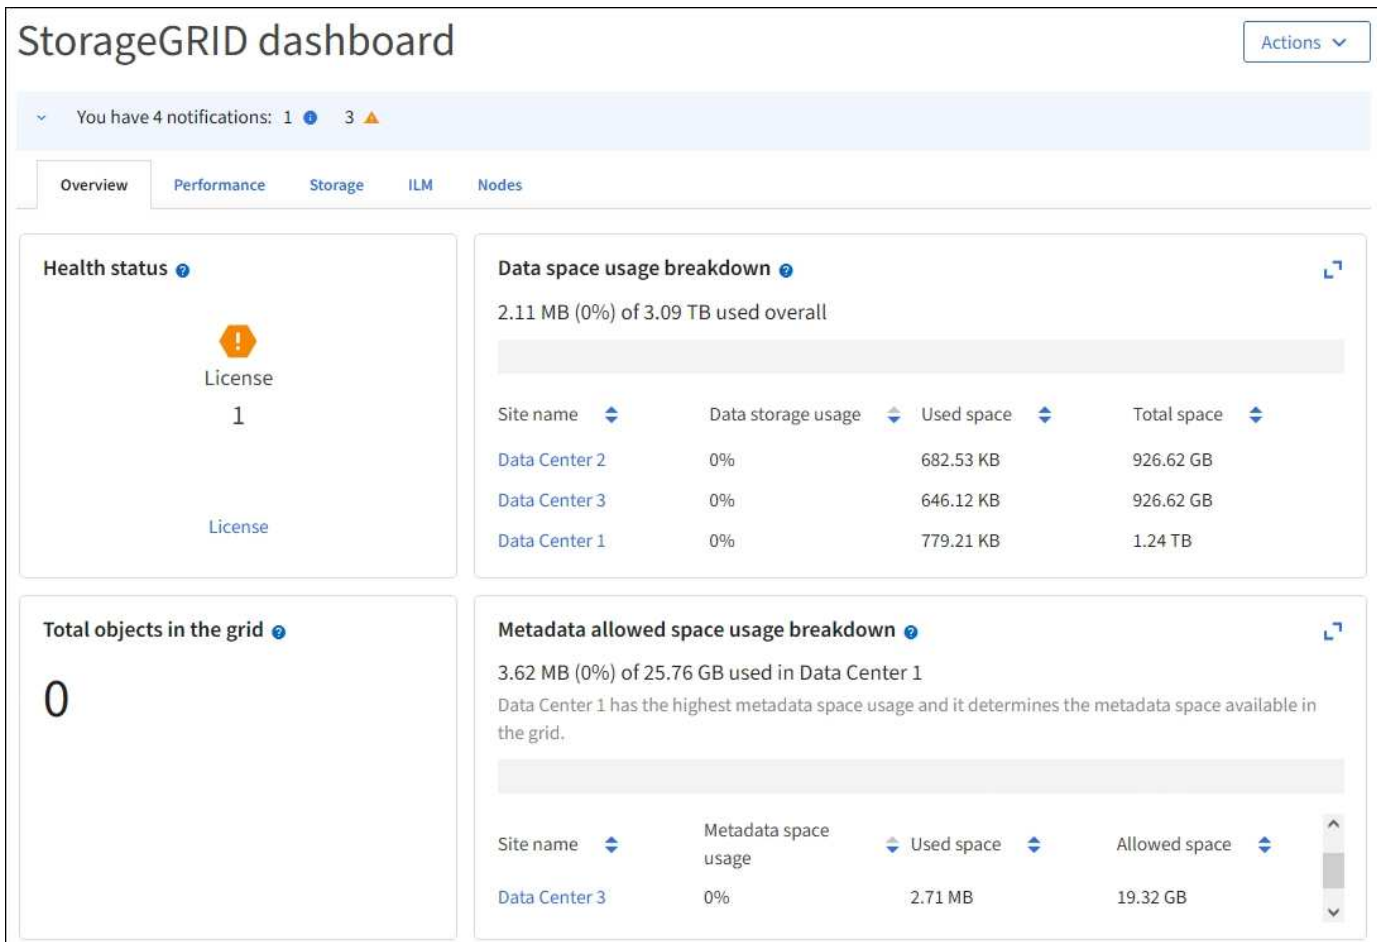 StorageGRID dashboard
Actions
You have 4 notifications: 1 3
Overview Performance Storage ILM Nodes
Health status
License
1
License
Data space usage breakdown
2.11 MB (0%) of 3.09 TB used overall
Site name Data storage usage Used space Total space
Data Center 2 0% 682.53 KB 926.62 GB
Data Center 3 0% 646.12 KB 926.62 GB
Data Center 1 0% 779.21 KB 1.24 TB
Total objects in the grid
0
Metadata allowed space usage breakdown
3.62 MB (0%) of 25.76 GB used in Data Center 1
Data Center 1 has the highest metadata space usage and it determines the metadata space available in
the grid.
Site name Metadata space usage Used space Allowed space
Data Center 3 0% 2.71 MB 19.32 GB